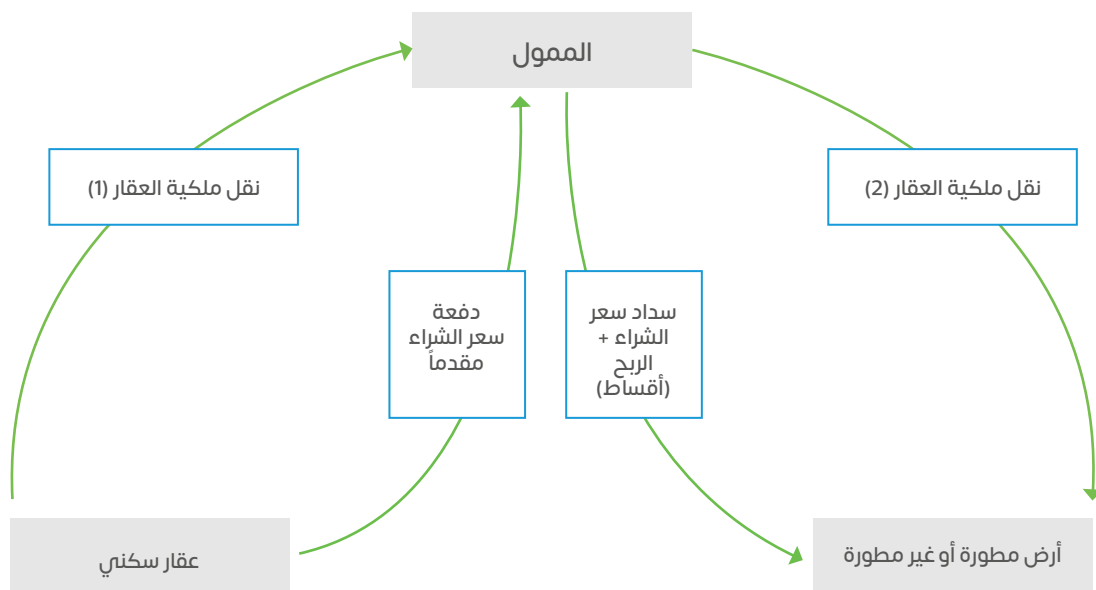 الممول
نقل ملكية العقار (1)
نقل ملكية العقار (2)
دفعة
سعر الشراء
مقدماً
سداد سعر
الشراء +
الربح
(أقساط)
عقار سكني
أرض مطورة أو غير مطورة